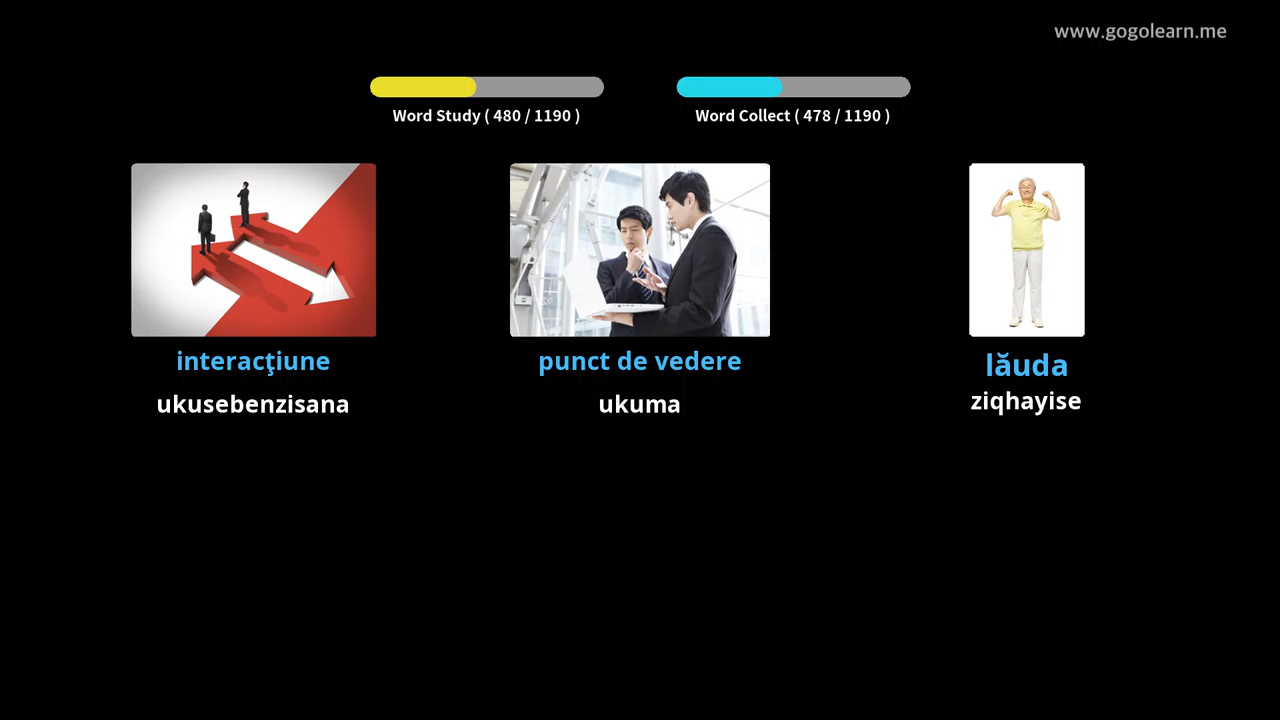 www.gogolearn.me
Word Study ( 480 / 1190 )
Word Collect ( 478 / 1190 )
interacţiune
punct de vedere
lăuda
ukusebenzisana
ukuma
ziqhayise